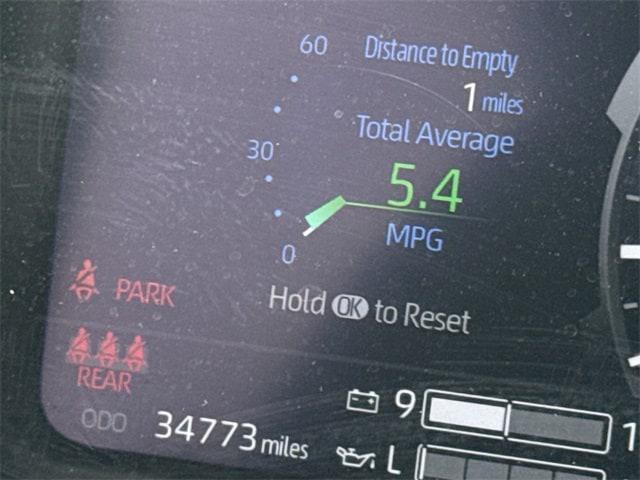 60
Distance to Empty
1 miles
Total Average
30
5.4
MPG
0
Hold OK to Reset
PARK
REAR
ODO 34773 miles
9
1
L